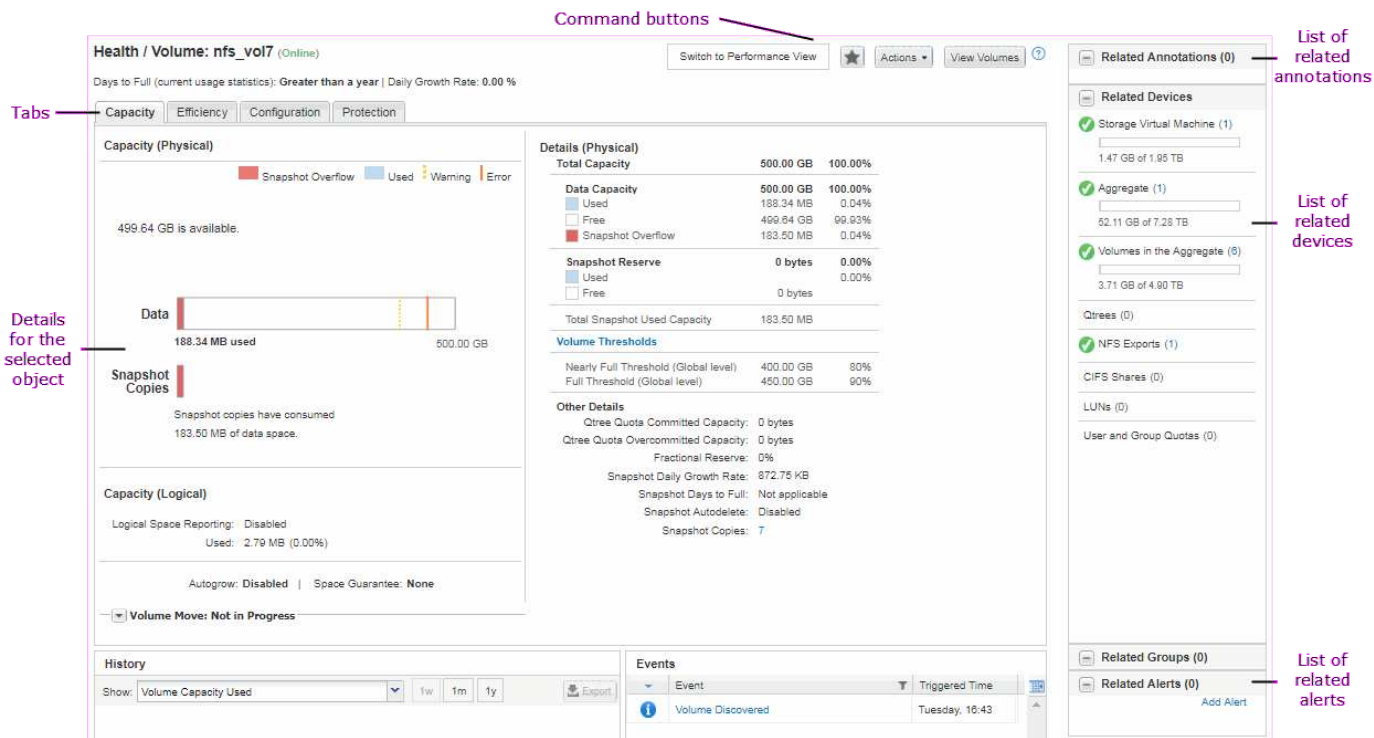 Command buttons
List of related annotations
Health / Volume: nfs_vol7 (Online)
Switch to Performance View
Actions
View Volumes
?
Related Annotations (0)
Days to Full (current usage statistics): Greater than a year | Daily Growth Rate: 0.00 %
Tabs
Capacity
Efficiency
Configuration
Protection
Capacity (Physical)
Snapshot Overflow
Used
Warning
Error
499.64 GB is available.
Details for the selected object
Data
188.34 MB used
500.00 GB
Snapshot Copies
Snapshot copies have consumed
183.50 MB of data space.
Capacity (Logical)
Logical Space Reporting: Disabled
Used: 2.79 MB (0.00%)
Autogrow: Disabled | Space Guarantee: None
Volume Move: Not in Progress
Details (Physical)
Total Capacity 500.00 GB 100.00%
Data Capacity 500.00 GB 100.00%
Used 188.34 MB 0.04%
Free 499.64 GB 99.93%
Snapshot Overflow 183.50 MB 0.04%
Snapshot Reserve 0 bytes 0.00%
Used 0.00%
Free 0 bytes
Total Snapshot Used Capacity 183.50 MB
Volume Thresholds
Nearly Full Threshold (Global level) 400.00 GB 80%
Full Threshold (Global level) 450.00 GB 90%
Other Details
Qtree Quota Committed Capacity: 0 bytes
Qtree Quota Overcommitted Capacity: 0 bytes
Fractional Reserve: 0%
Snapshot Daily Growth Rate: 872.75 KB
Snapshot Days to Full: Not applicable
Snapshot Autodelete: Disabled
Snapshot Copies: 7
Related Devices
Storage Virtual Machine (1)
1.47 GB of 1.95 TB
Aggregate (1)
52.11 GB of 7.28 TB
List of related devices
Volumes in the Aggregate (6)
3.71 GB of 4.90 TB
Qtrees (0)
NFS Exports (1)
CIFS Shares (0)
LUNs (0)
User and Group Quotas (0)
History
Show: Volume Capacity Used
1w
1m
1y
Export
Events
Event
Triggered Time
Volume Discovered
Tuesday, 16:43
Related Groups (0)
Related Alerts (0)
Add Alert
List of related alerts